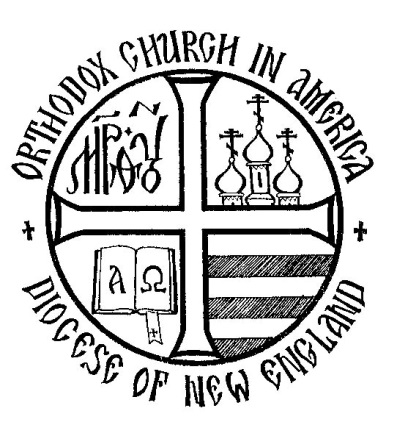 ORTHODOX CHURCH IN AMERICA
Α Ω
DIOCESE OF NEW ENGLAND